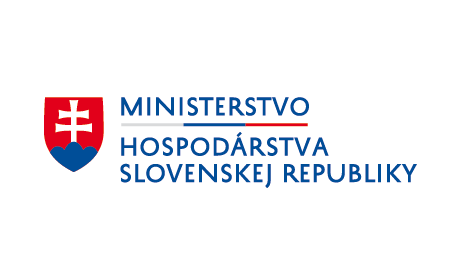 MINISTERSTVO
HOSPODÁRSTVA
SLOVENSKEJ REPUBLIKY